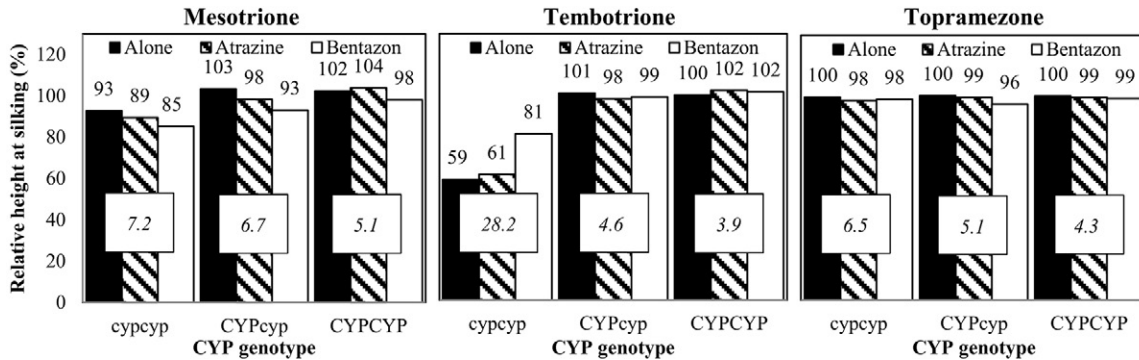 Mesotrione Tembotrione Topramezone
Relative height at silking (%)
120
100
80
60
40
20
0
Alone Atrazine Bentazon
93 89 85 103 98 93 102 104 98
7.2 6.7 5.1
cypcyp CYPcyp CYPCYP
CYP genotype
Alone Atrazine Bentazon
59 61 81 101 98 99 100 102 102
28.2 4.6 3.9
cypcyp CYPcyp CYPCYP
CYP genotype
Alone Atrazine Bentazon
100 98 98 100 99 96 100 99 99
6.5 5.1 4.3
cypcyp CYPcyp CYPCYP
CYP genotype